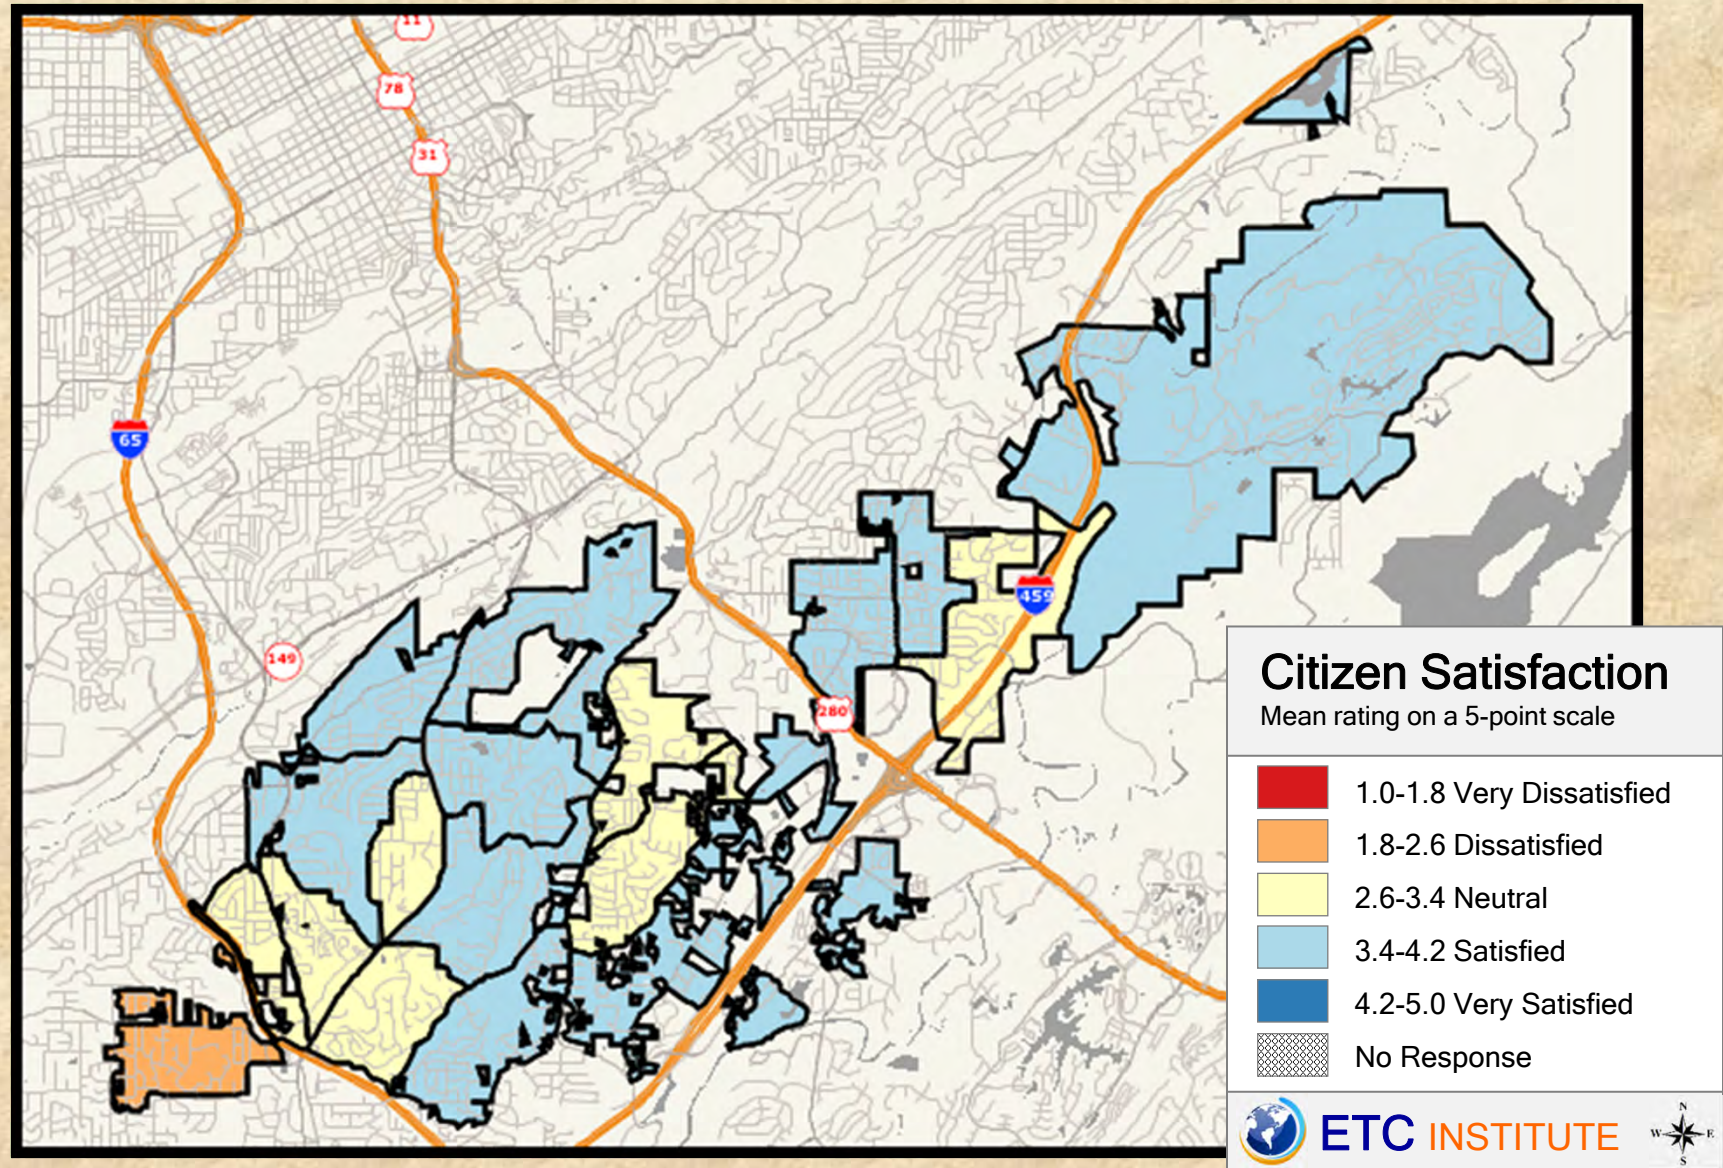 11
78
31
65
149
459
280
Citizen Satisfaction
Mean rating on a 5-point scale
1.0-1.8 Very Dissatisfied
1.8-2.6 Dissatisfied
2.6-3.4 Neutral
3.4-4.2 Satisfied
4.2-5.0 Very Satisfied
No Response
ETC INSTITUTE
N
W E
S